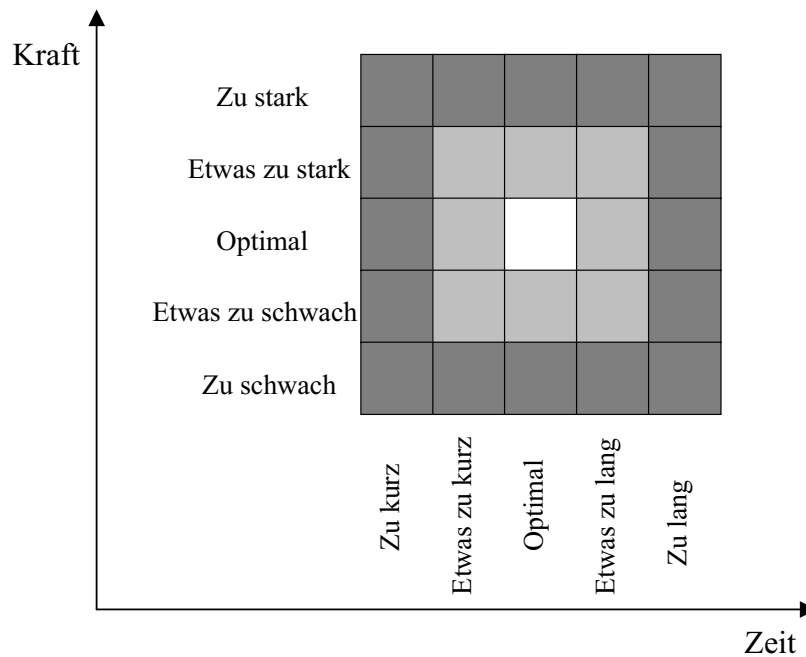 Kraft
Zu stark
Etwas zu stark
Optimal
Etwas zu schwach
Zu schwach
Zu kurz
Etwas zu kurz
Optimal
Etwas zu lang
Zu lang
Zeit